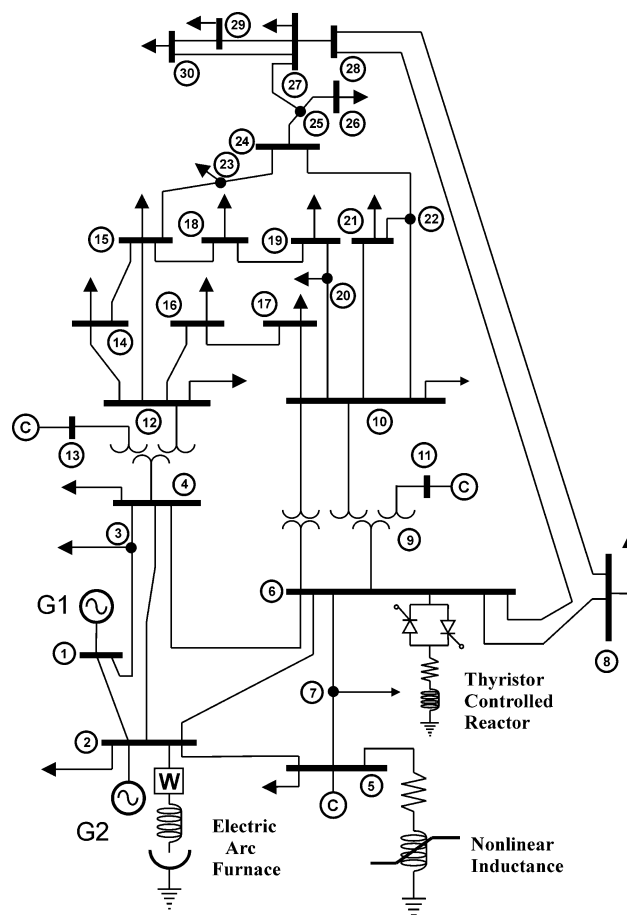 29
30
27
28
25
26
24
23
22
21
15
18
19
20
16
17
14
12
10
C
13
11
C
4
9
3
6
G1
1
8
7
Thyristor
Controlled
Reactor
2
5
W
C
G2
Electric
Arc
Furnace
Nonlinear
Inductance